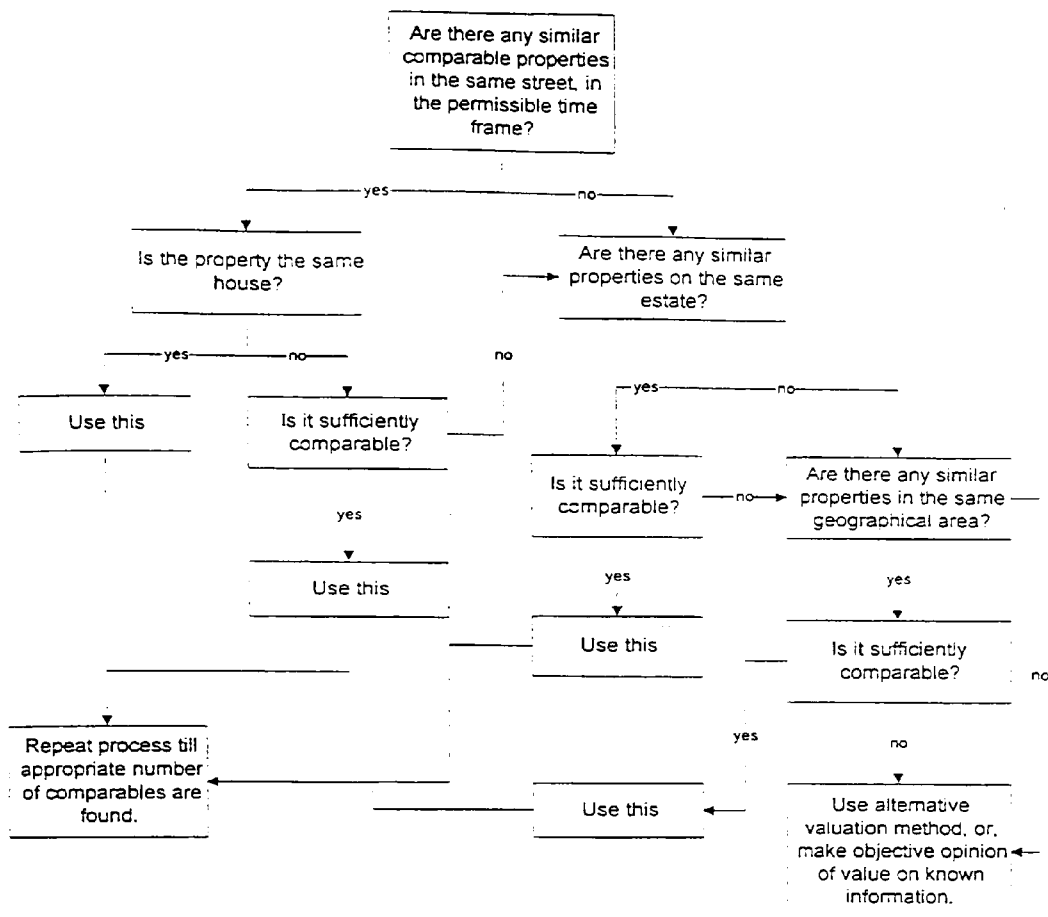 Are there any similar
comparable properties
in the same street, in
the permissible time
frame?
yes
no
Is the property the same
house?
Are there any similar
properties on the same
estate?
yes
no
no
yes
no
Use this
Is it sufficiently
comparable?
Is it sufficiently
comparable?
no
Are there any similar
properties in the same
geographical area?
yes
Use this
yes
yes
Use this
Is it sufficiently
comparable?
no
Repeat process till
appropriate number
of comparables are
found.
yes
no
Use this
Use alternative
valuation method, or,
make objective opinion
of value on known
information.